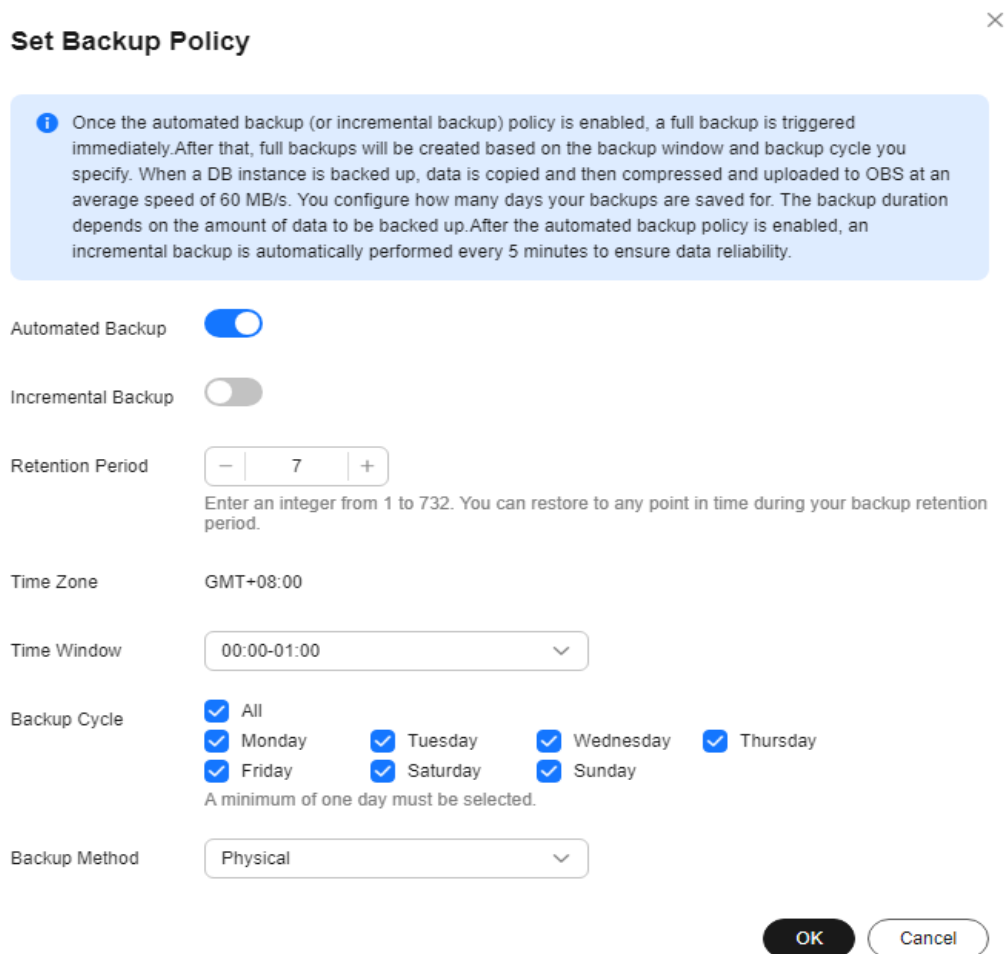 Set Backup Policy
Once the automated backup (or incremental backup) policy is enabled, a full backup is triggered
immediately.After that, full backups will be created based on the backup window and backup cycle you
specify. When a DB instance is backed up, data is copied and then compressed and uploaded to OBS at an
average speed of 60 MB/s. You configure how many days your backups are saved for. The backup duration
depends on the amount of data to be backed up.After the automated backup policy is enabled, an
incremental backup is automatically performed every 5 minutes to ensure data reliability.
Automated Backup
Incremental Backup
Retention Period 7
Enter an integer from 1 to 732. You can restore to any point in time during your backup retention
period.
Time Zone GMT+08:00
Time Window 00:00-01:00
Backup Cycle All
Monday Tuesday Wednesday Thursday
Friday Saturday Sunday
A minimum of one day must be selected.
Backup Method Physical
OK Cancel